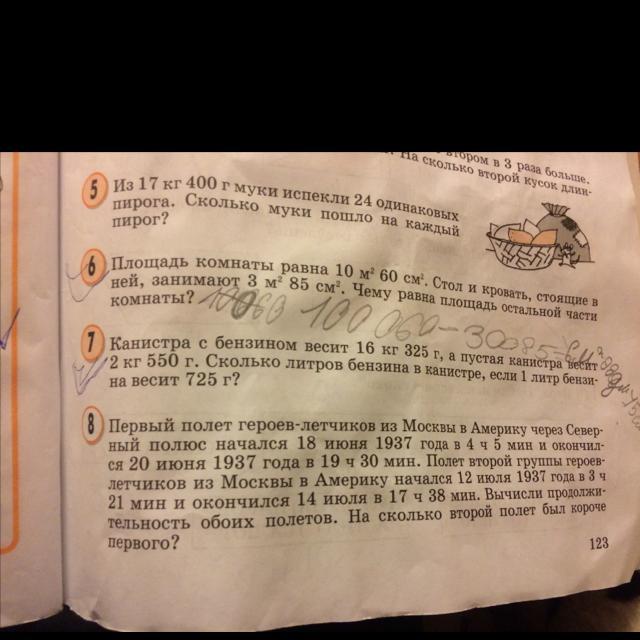 втором в 3 раза больше.
На сколько второй кусок длин-
5 Из 17 кг 400 г муки испекли 24 одинаковых
пирога. Сколько муки пошло на каждый
пирог?
6 Площадь комнаты равна 10 м² 60 см². Стол и кровать, стоящие в
ней, занимают 3 м² 85 см². Чему равна площадь остальной части
комнаты? 100 060 - 30085=
7 Канистра с бензином весит 16 кг 325 г, а пустая канистра весит
2 кг 550 г. Сколько литров бензина в канистре, если 1 литр бензи-
на весит 725 г?
8 Первый полет героев-летчиков из Москвы в Америку через Север-
ный полюс начался 18 июня 1937 года в 4 ч 5 мин и окончил-
ся 20 июня 1937 года в 19 ч 30 мин. Полет второй группы героев-
летчиков из Москвы в Америку начался 12 июля 1937 года в 3 ч
21 мин и окончился 14 июля в 17 ч 38 мин. Вычисли продолжи-
тельность обоих полетов. На сколько второй полет был короче
первого?
123